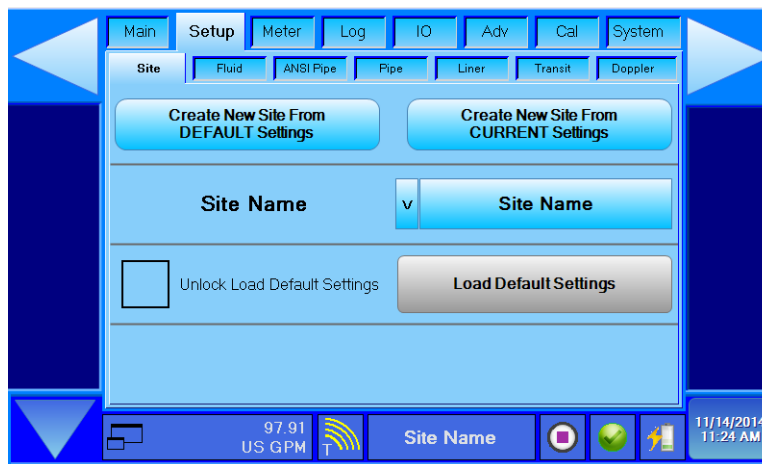 Main Setup Meter Log IO Adv Cal System
Site Fluid ANSI Pipe Pipe Liner Transit Doppler
Create New Site From
DEFAULT Settings
Create New Site From
CURRENT Settings
Site Name v Site Name
Unlock Load Default Settings Load Default Settings
97.91
US GPM
T
Site Name
11/14/2014
11:24 AM